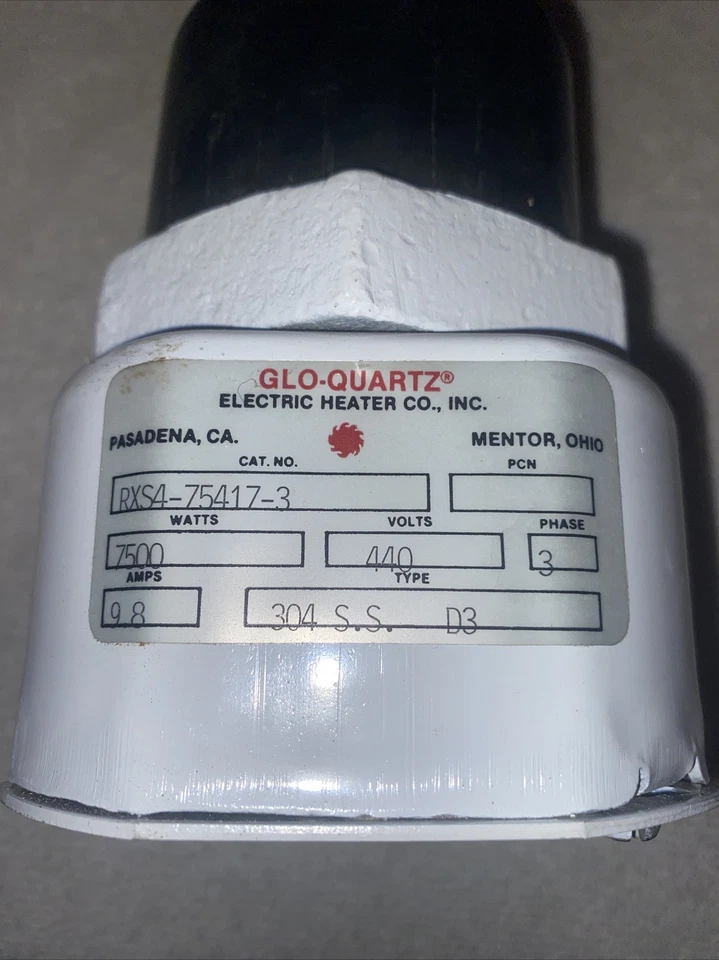 GLO-QUARTZ®
ELECTRIC HEATER CO., INC.
PASADENA, CA. MENTOR, OHIO
CAT. NO. PCN
RXS4-75417-3
WATTS VOLTS PHASE
7500 440 3
AMPS TYPE
9.8 304 S.S. D3